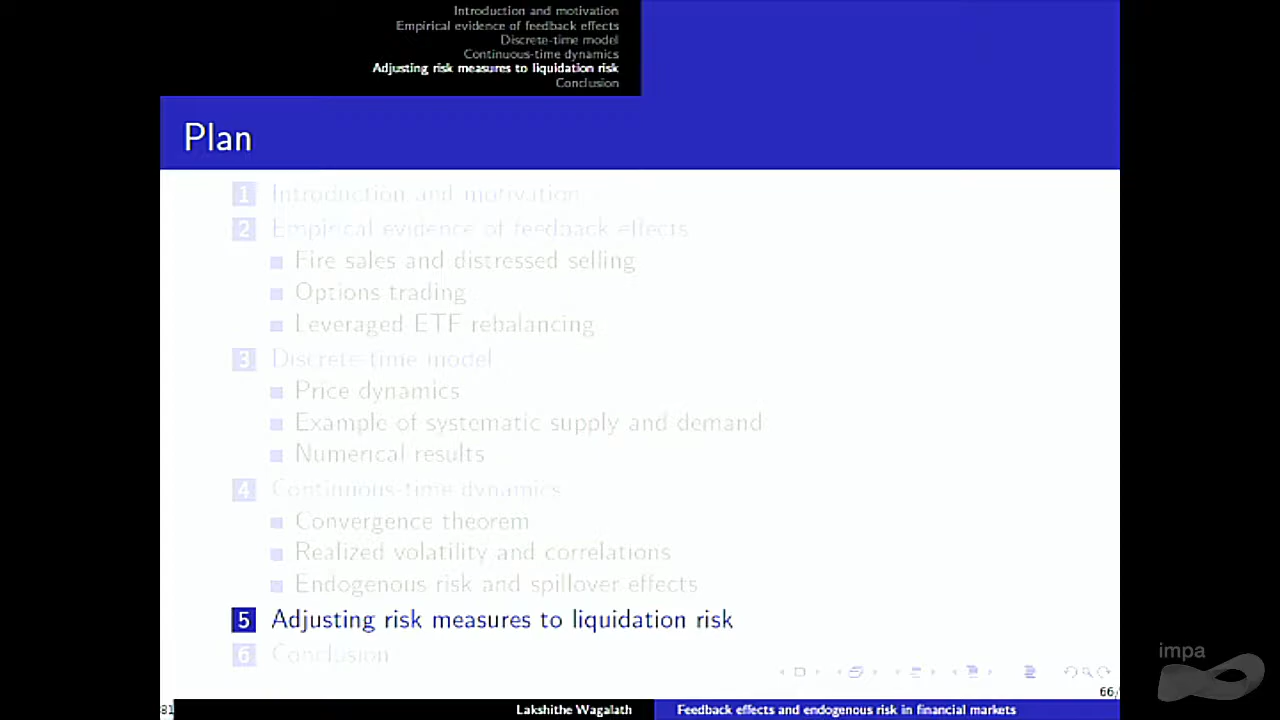 Introduction and motivation
Empirical evidence of feedback effects
Discrete-time model
Continuous-time dynamics
Adjusting risk measures to liquidation risk
Conclusion
Plan
1 Introduction and motivation
2 Empirical evidence of feedback effects
Fire sales and distressed selling
Options trading
Leveraged ETF rebalancing
3 Discrete-time model
Price dynamics
Example of systematic supply and demand
Numerical results
4 Continuous-time dynamics
Convergence theorem
Realized volatility and correlations
Endogenous risk and spillover effects
5 Adjusting risk measures to liquidation risk
6 Conclusion
impa
66/
81 Lakshithe Wagalath Feedback effects and endogenous risk in financial markets